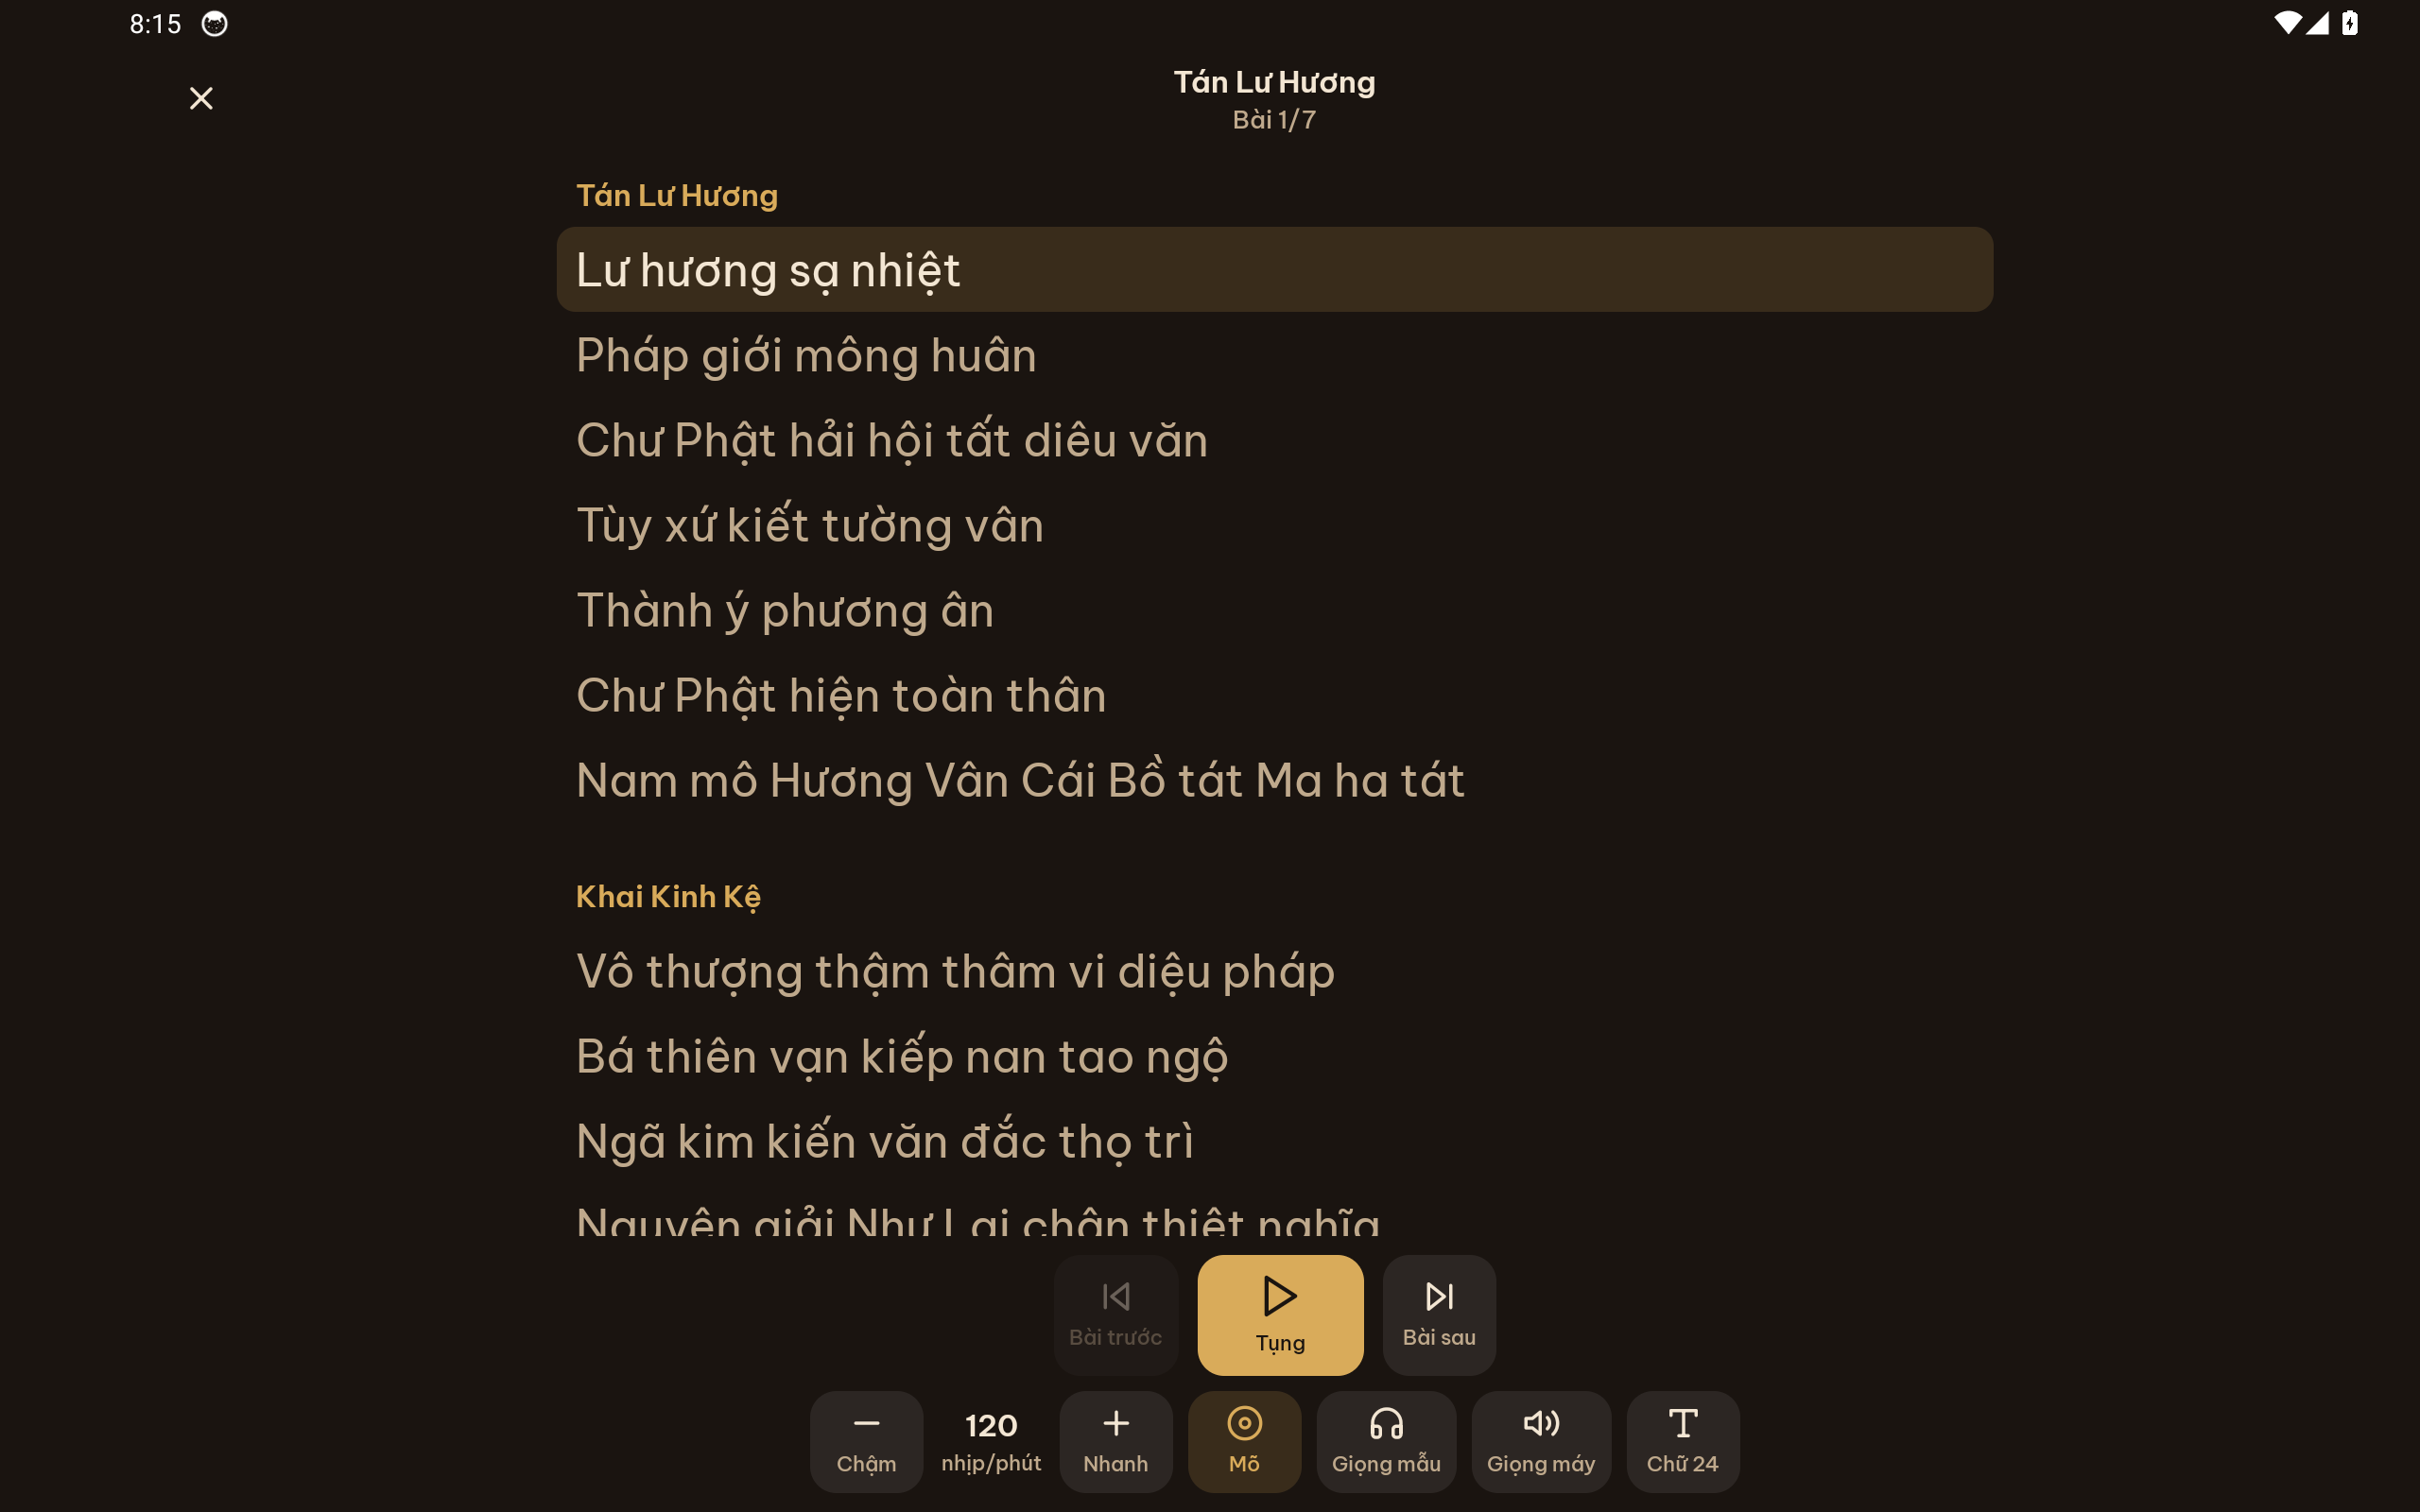 8:15
Tán Lư Hương
Bài 1/7
Tán Lư Hương
Lư hương sạ nhiệt
Pháp giới mông huân
Chư Phật hải hội tất diêu văn
Tùy xứ kiết tường vân
Thành ý phương ân
Chư Phật hiện toàn thân
Nam mô Hương Vân Cái Bồ tát Ma ha tát
Khai Kinh Kệ
Vô thượng thậm thâm vi diệu pháp
Bá thiên vạn kiếp nan tao ngộ
Ngã kim kiến văn đắc thọ trì
Nguyện giải Như Lai chân thiệt nghĩa
Bài trước
Tụng
Bài sau
Chậm
120
nhịp/phút
Nhanh
Mõ
Giọng mẫu
Giọng máy
Chữ 24